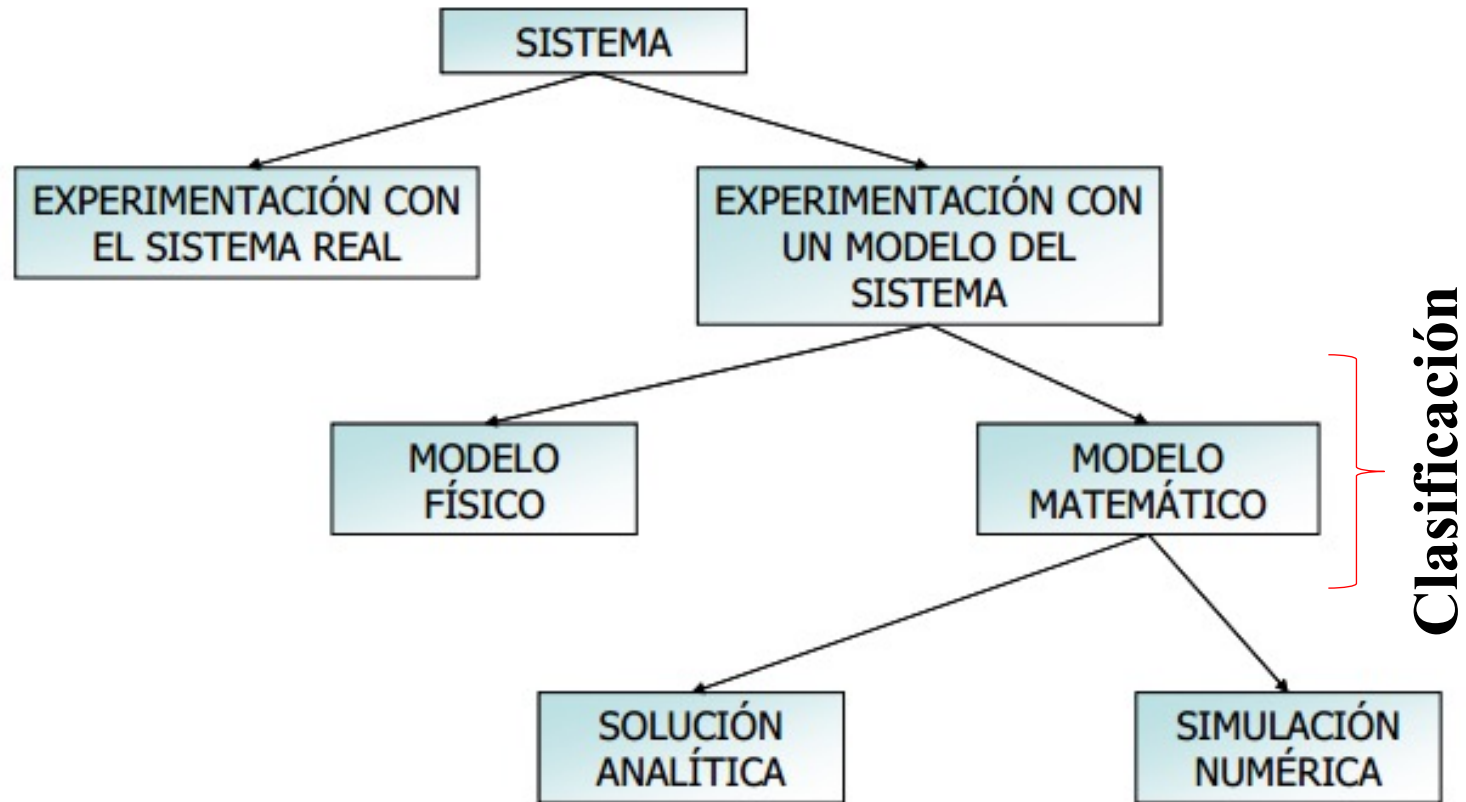 SISTEMA
EXPERIMENTACIÓN CON
EL SISTEMA REAL
EXPERIMENTACIÓN CON
UN MODELO DEL
SISTEMA
MODELO
FÍSICO
MODELO
MATEMÁTICO
Clasificación
SOLUCIÓN
ANALÍTICA
SIMULACIÓN
NUMÉRICA